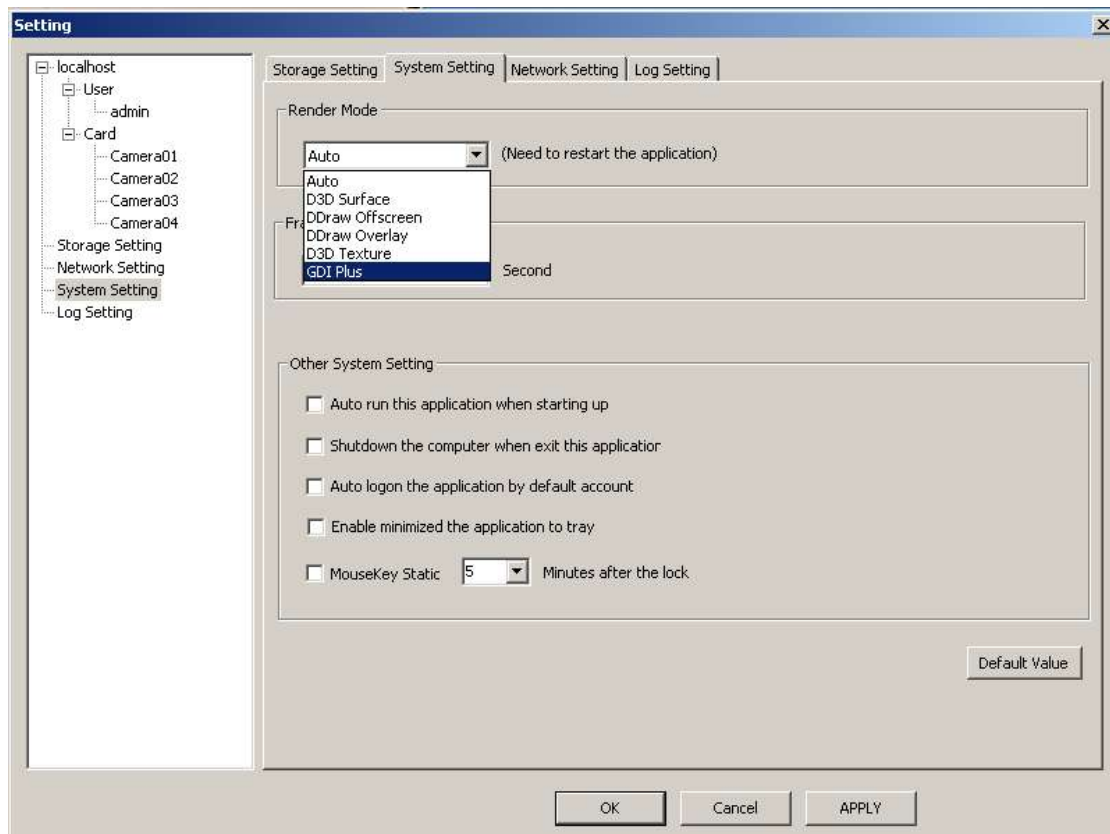 Setting
localhost
User
admin
Card
Camera01
Camera02
Camera03
Camera04
Storage Setting
Network Setting
System Setting
Log Setting
Storage Setting System Setting Network Setting Log Setting
Render Mode
Auto (Need to restart the application)
Auto
D3D Surface
DDraw Offscreen
DDraw Overlay
D3D Texture
GDI Plus
Second
Other System Setting
Auto run this application when starting up
Shutdown the computer when exit this application
Auto logon the application by default account
Enable minimized the application to tray
MouseKey Static 5 Minutes after the lock
Default Value
OK Cancel APPLY